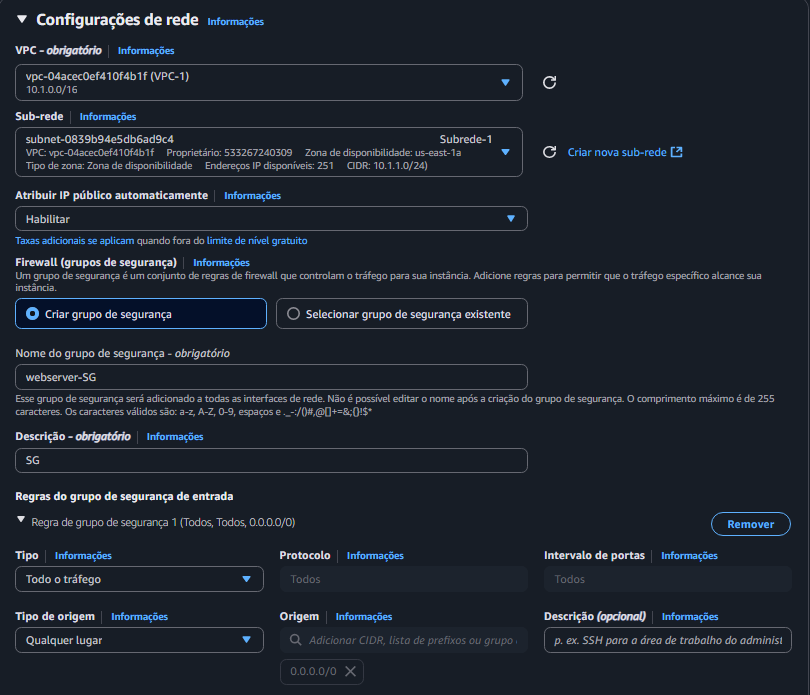 Configurações de rede Informações
VPC – obrigatório Informações
vpc-04acec0ef410f4b1f (VPC-1)
10.1.0.0/16
Sub-rede Informações
subnet-0839b94e5db6ad9c4 Subrede-1
VPC: vpc-04acec0ef410f4b1f Proprietário: 533267240309 Zona de disponibilidade: us-east-1a
Tipo de zona: Zona de disponibilidade Endereços IP disponíveis: 251 CIDR: 10.1.1.0/24)
Criar nova sub-rede
Atribuir IP público automaticamente Informações
Habilitar
Taxas adicionais se aplicam quando fora do limite de nível gratuito
Firewall (grupos de segurança) Informações
Um grupo de segurança é um conjunto de regras de firewall que controlam o tráfego para sua instância. Adicione regras para permitir que o tráfego específico alcance sua
instância.
Criar grupo de segurança Selecionar grupo de segurança existente
Nome do grupo de segurança - obrigatório
webserver-SG
Esse grupo de segurança será adicionado a todas as interfaces de rede. Não é possível editar o nome após a criação do grupo de segurança. O comprimento máximo é de 255
caracteres. Os caracteres válidos são: a-z, A-Z, 0-9, espaços e ._-:/()#,@[]+=&;{}!$*
Descrição – obrigatório Informações
SG
Regras do grupo de segurança de entrada
Regra de grupo de segurança 1 (Todos, Todos, 0.0.0.0/0) Remover
Tipo Informações Protocolo Informações Intervalo de portas Informações
Todo o tráfego Todos Todos
Tipo de origem Informações Origem Informações Descrição (opcional) Informações
Qualquer lugar Adicionar CIDR, lista de prefixos ou grupo p. ex. SSH para a área de trabalho do administ
0.0.0.0/0